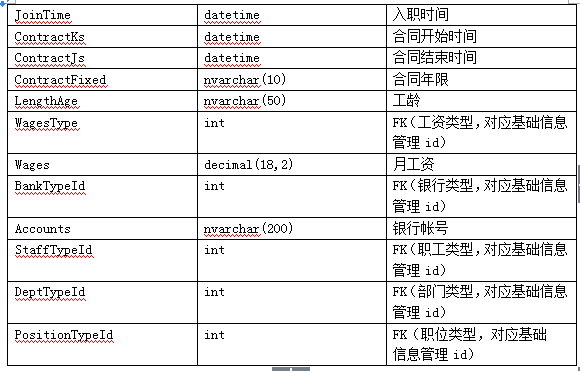 JoinTime datetime 入职时间
ContractKs datetime 合同开始时间
ContractJs datetime 合同结束时间
ContractFixed nvarchar(10) 合同年限
LengthAge nvarchar(50) 工龄
WagesType int FK(工资类型，对应基础信息
管理 id)
Wages decimal(18,2) 月工资
BankTypeId int FK(银行类型，对应基础信息
管理 id)
Accounts nvarchar(200) 银行帐号
StaffTypeId int FK(职工类型，对应基础信息
管理 id)
DeptTypeId int FK(部门类型，对应基础信息
管理 id)
PositionTypeId int FK(职位类型, 对应基础
信息管理 id)